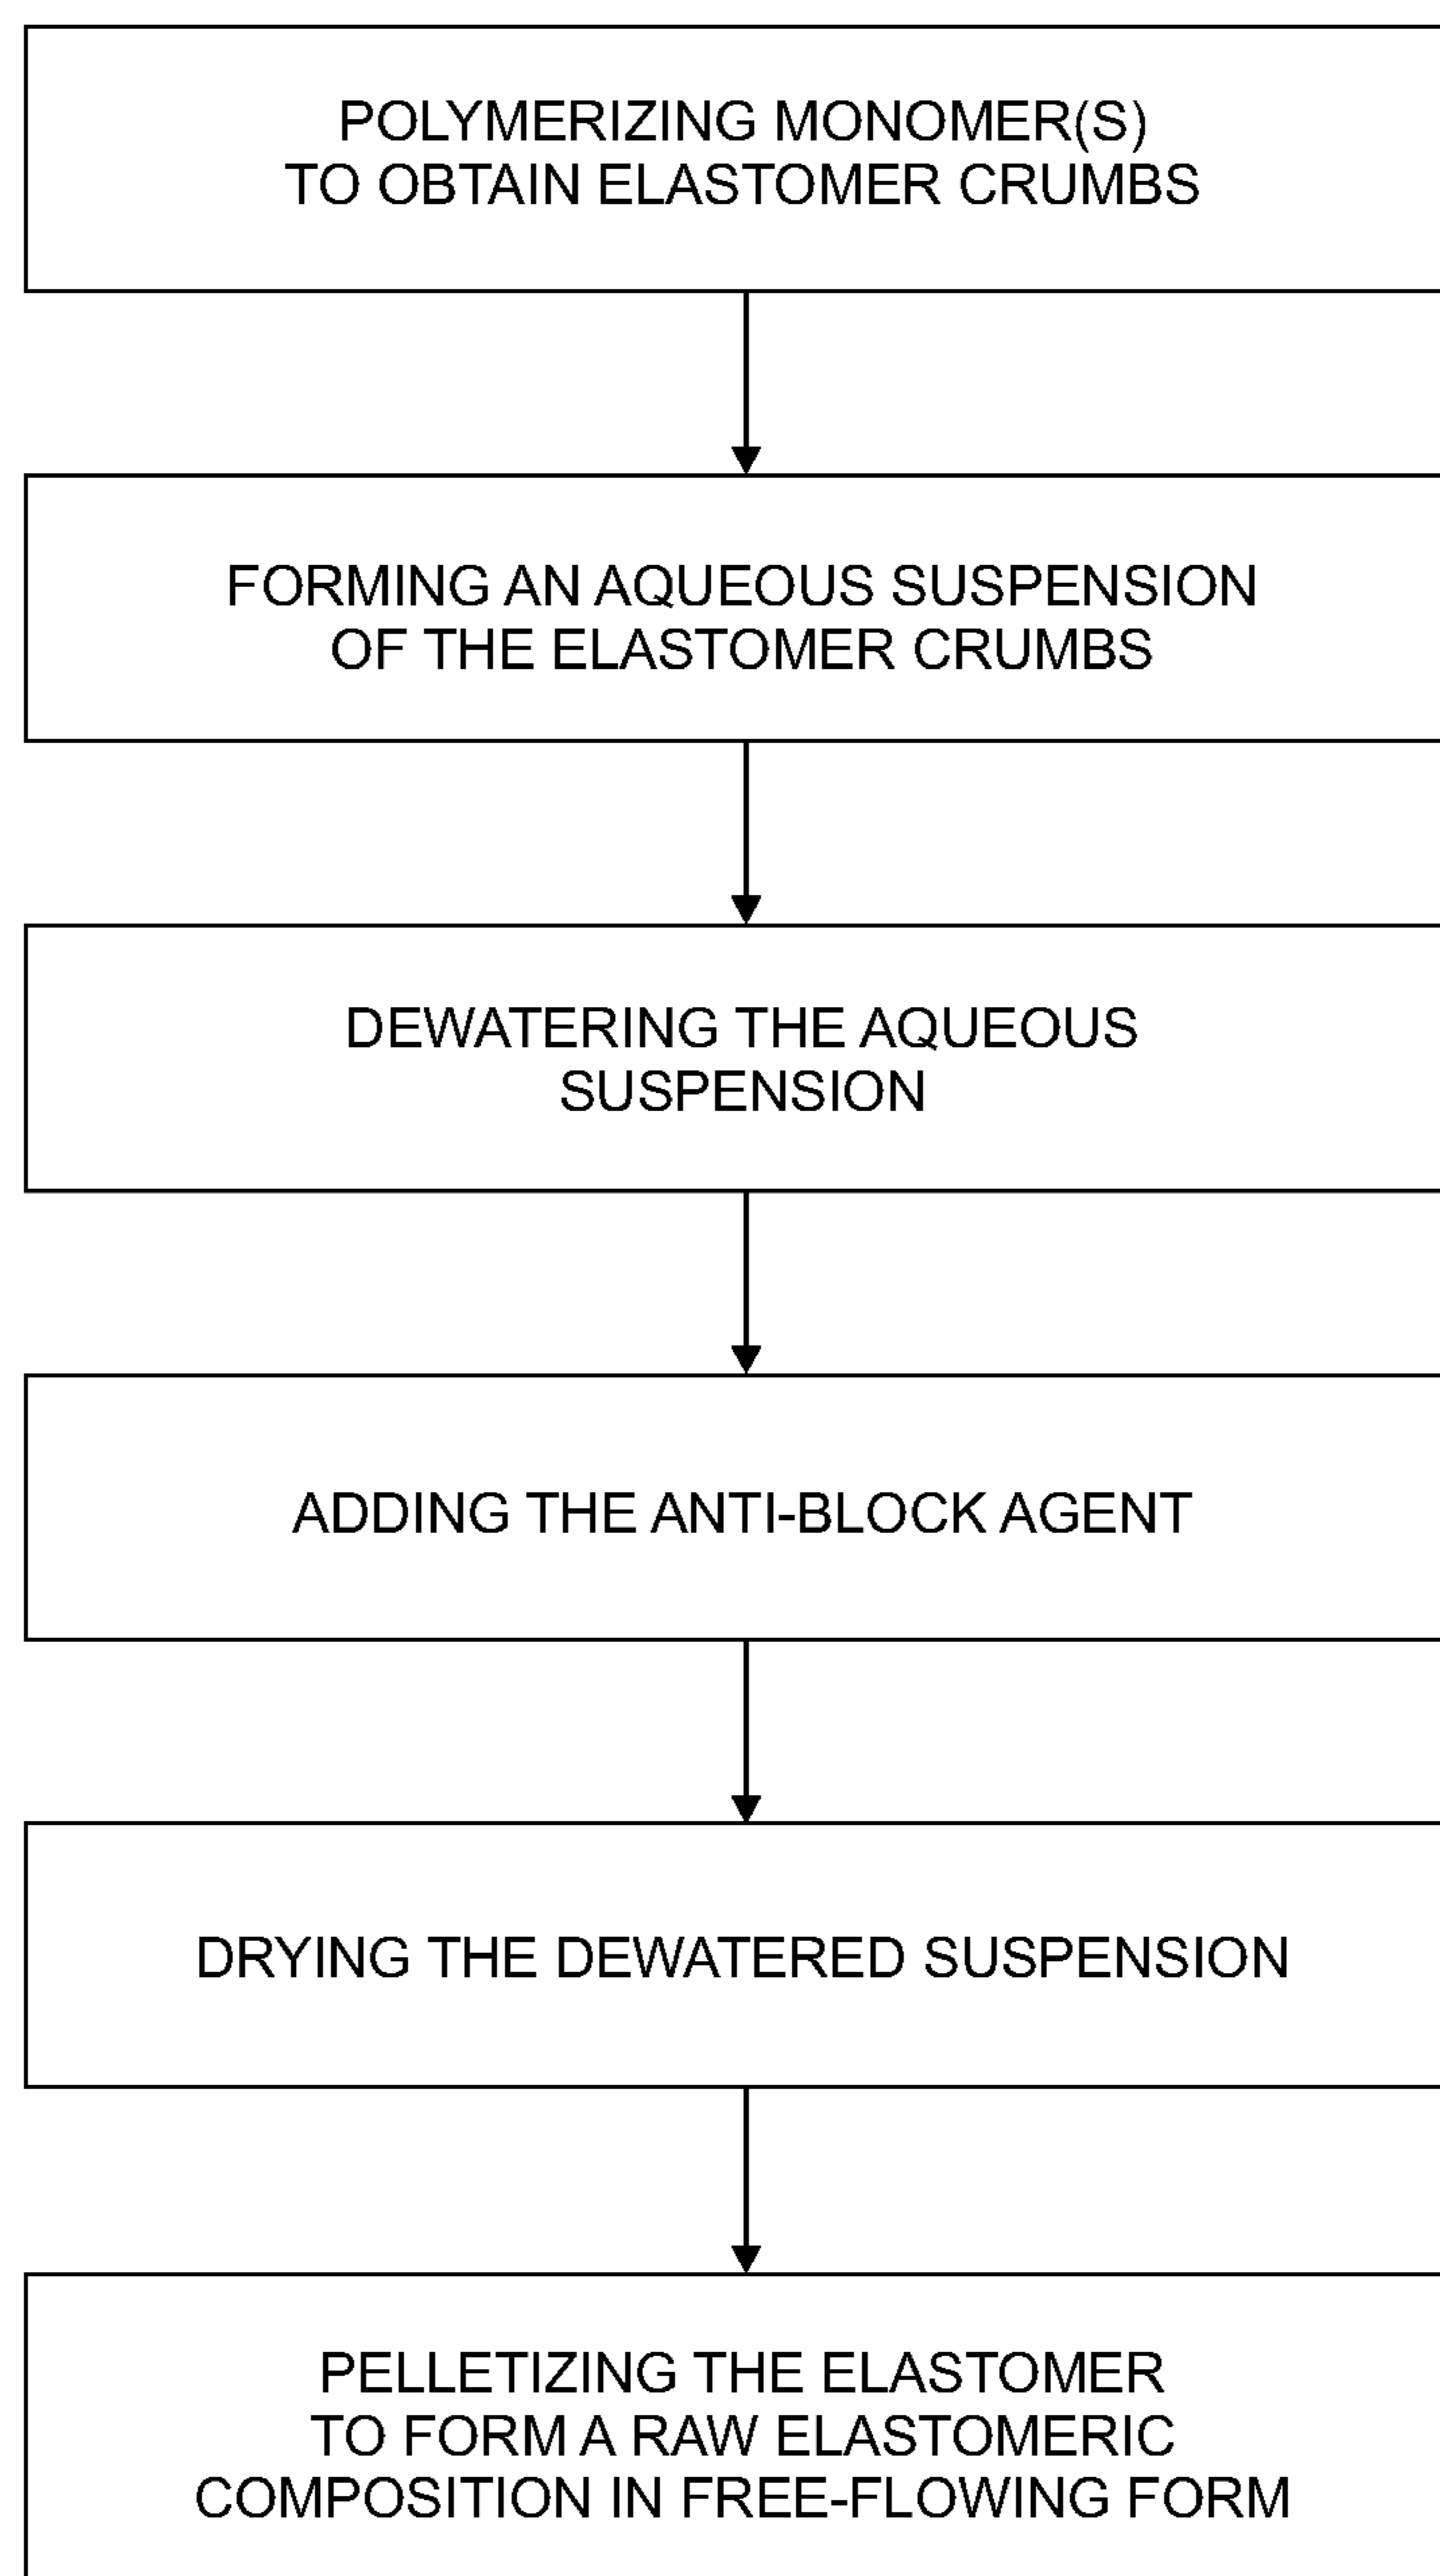 POLYMERIZING MONOMER(S)
TO OBTAIN ELASTOMER CRUMBS
FORMING AN AQUEOUS SUSPENSION
OF THE ELASTOMER CRUMBS
DEWATERING THE AQUEOUS
SUSPENSION
ADDING THE ANTI-BLOCK AGENT
DRYING THE DEWATERED SUSPENSION
PELLETIZING THE ELASTOMER
TO FORM A RAW ELASTOMERIC
COMPOSITION IN FREE-FLOWING FORM